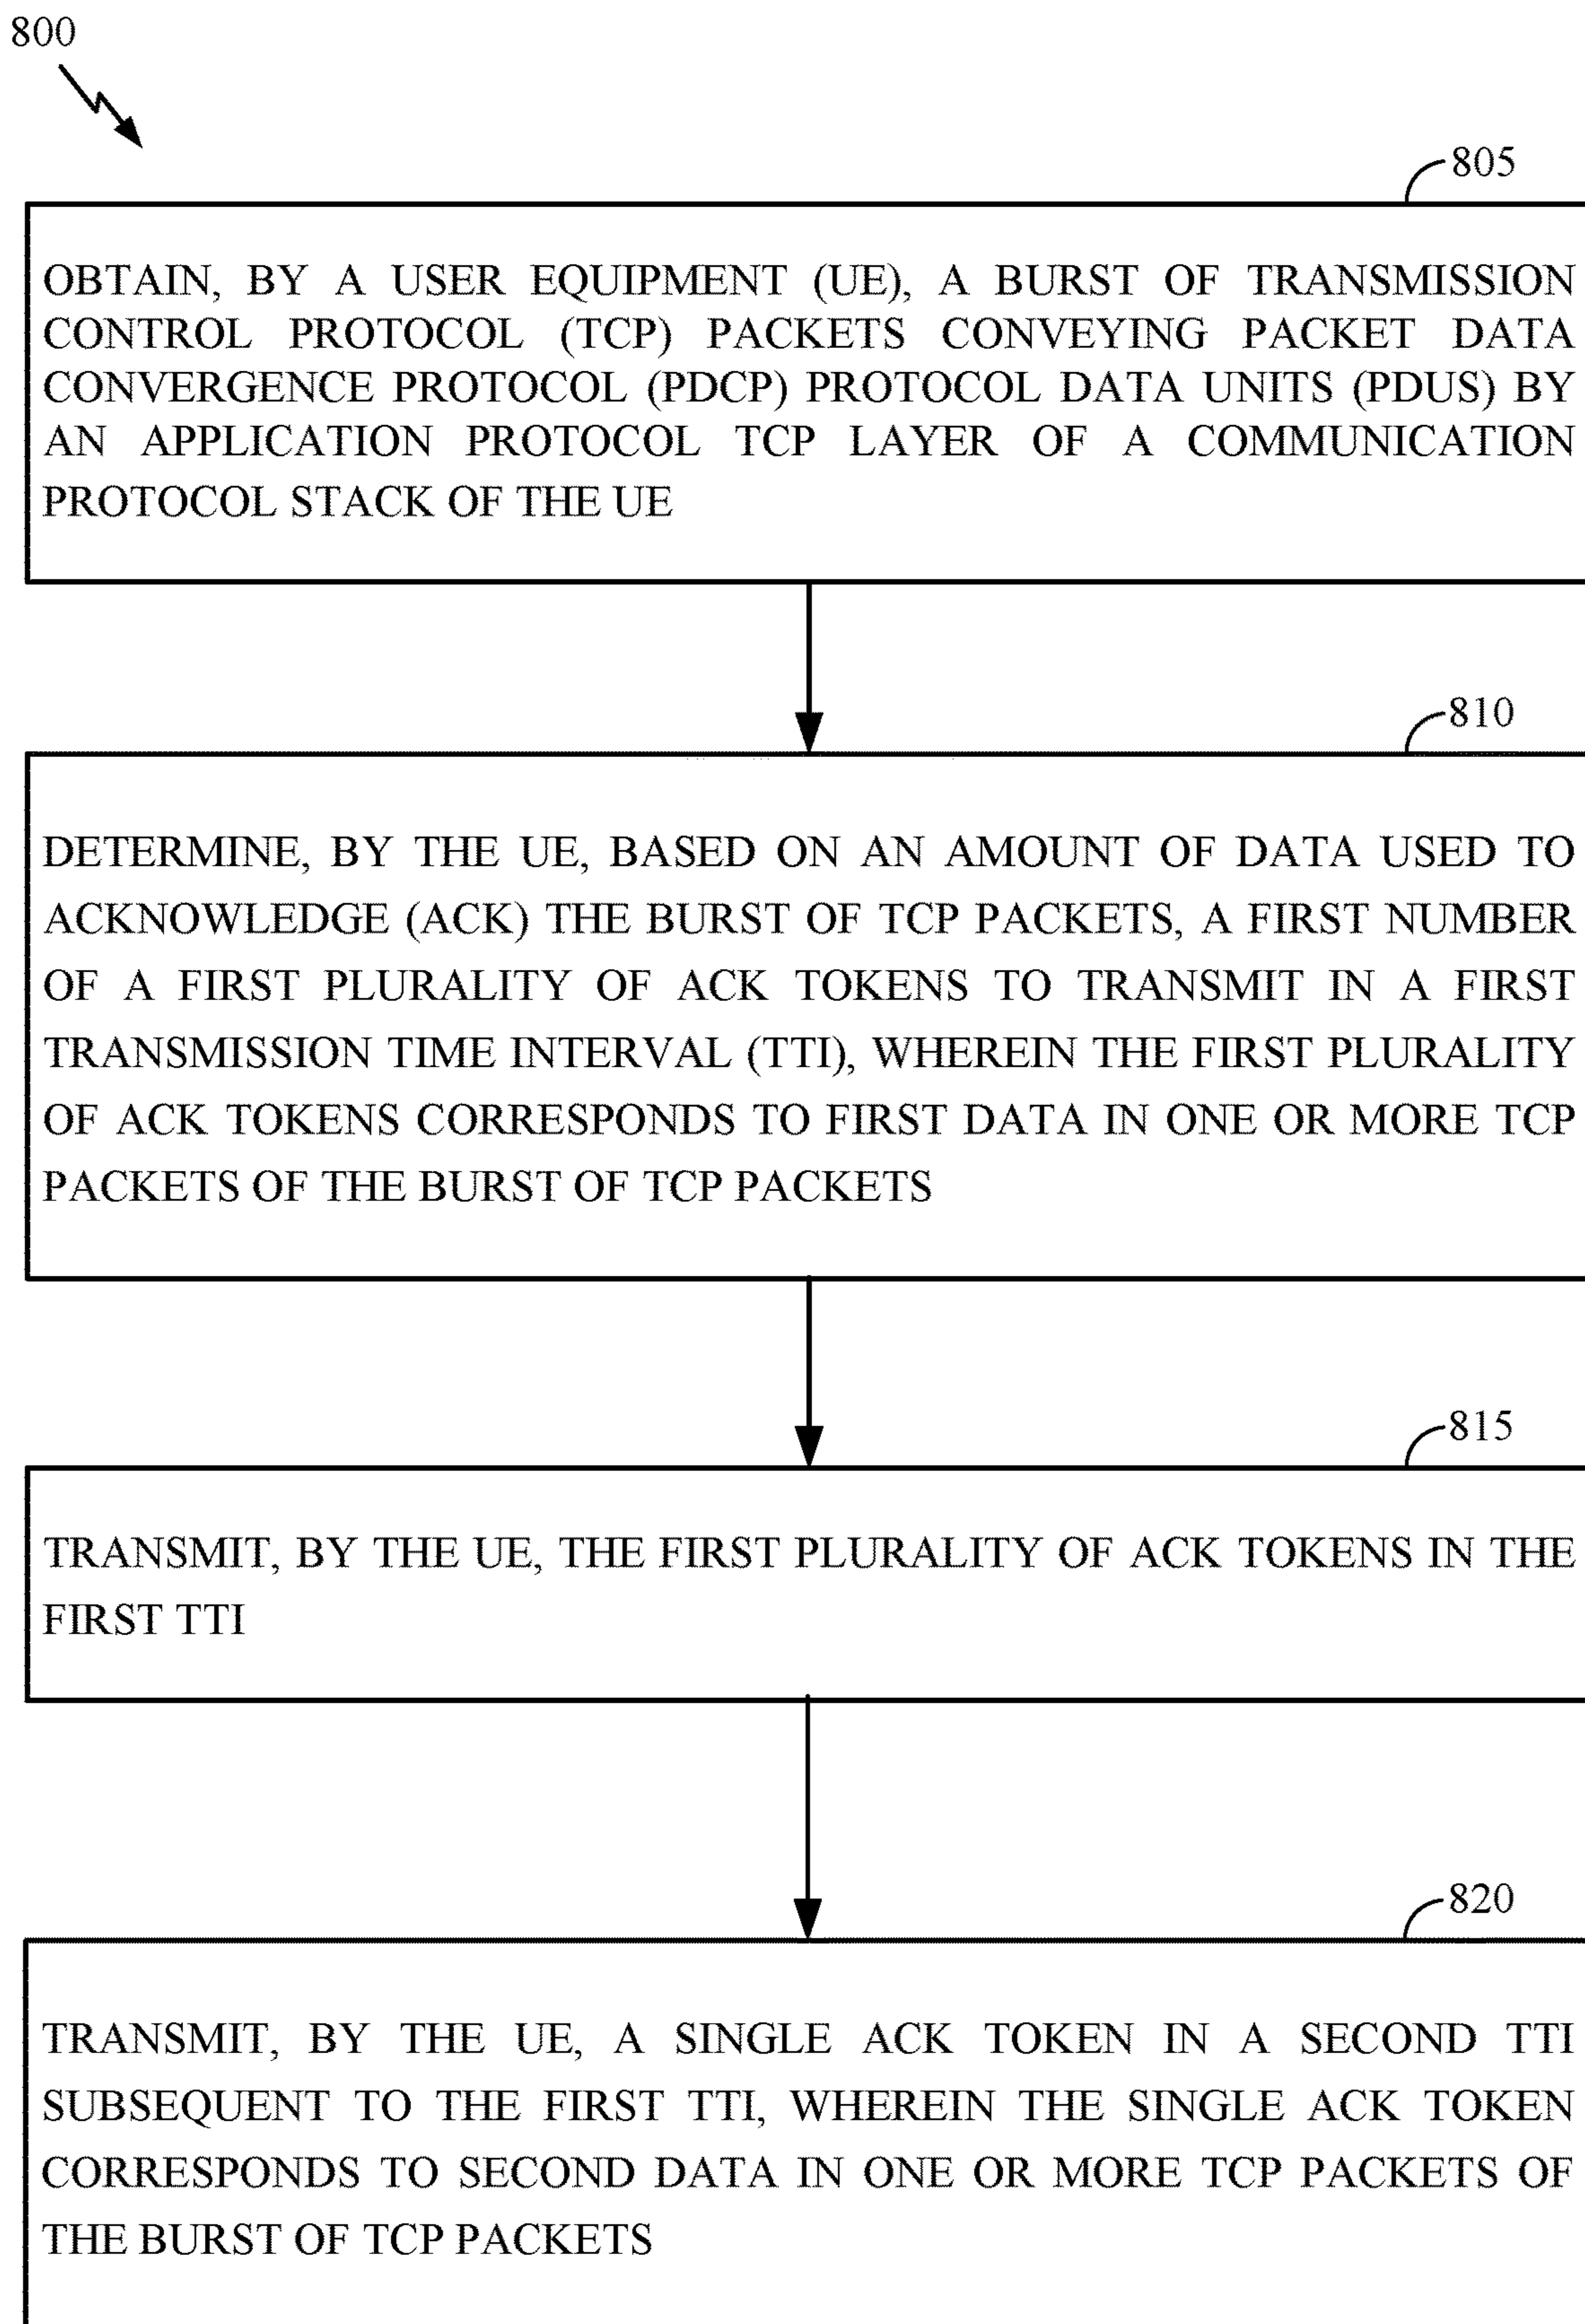 800
805
OBTAIN, BY A USER EQUIPMENT (UE), A BURST OF TRANSMISSION
CONTROL PROTOCOL (TCP) PACKETS CONVEYING PACKET DATA
CONVERGENCE PROTOCOL (PDCP) PROTOCOL DATA UNITS (PDUS) BY
AN APPLICATION PROTOCOL TCP LAYER OF A COMMUNICATION
PROTOCOL STACK OF THE UE
810
DETERMINE, BY THE UE, BASED ON AN AMOUNT OF DATA USED TO
ACKNOWLEDGE (ACK) THE BURST OF TCP PACKETS, A FIRST NUMBER
OF A FIRST PLURALITY OF ACK TOKENS TO TRANSMIT IN A FIRST
TRANSMISSION TIME INTERVAL (TTI), WHEREIN THE FIRST PLURALITY
OF ACK TOKENS CORRESPONDS TO FIRST DATA IN ONE OR MORE TCP
PACKETS OF THE BURST OF TCP PACKETS
815
TRANSMIT, BY THE UE, THE FIRST PLURALITY OF ACK TOKENS IN THE
FIRST TTI
820
TRANSMIT, BY THE UE, A SINGLE ACK TOKEN IN A SECOND TTI
SUBSEQUENT TO THE FIRST TTI, WHEREIN THE SINGLE ACK TOKEN
CORRESPONDS TO SECOND DATA IN ONE OR MORE TCP PACKETS OF
THE BURST OF TCP PACKETS